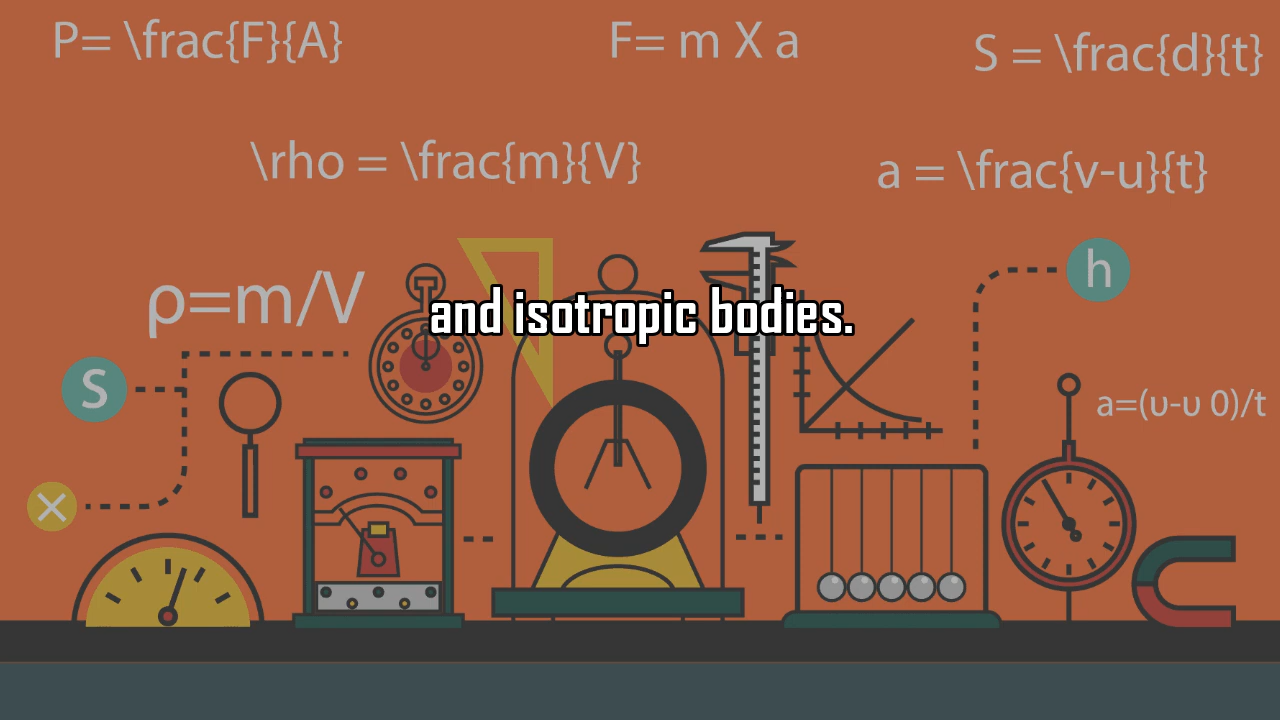 P= \frac{F}{A}
F= m X a
S = \frac{d}{t}
\rho = \frac{m}{V}
a = \frac{v-u}{t}
h
ρ=m/V
and isotropic bodies.
S
a=(υ-υ 0)/t